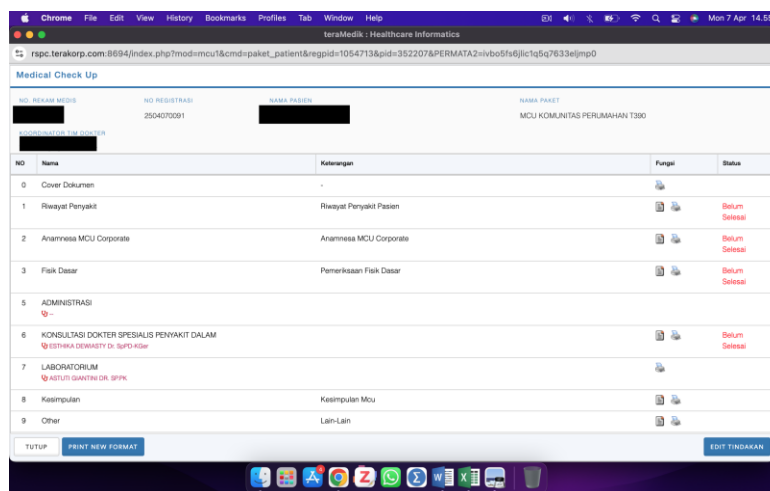 Chrome File Edit View History Bookmarks Profiles Tab Window Help Mon 7 Apr 14.55
teraMedik : Healthcare Informatics
rspc.terakorp.com:8694/index.php?mod=mcu1&cmd=paket_patient&regpid=1054713&pid=352207&PERMATA2=ivbo5fs6jlic1q5q7633eljmp0
Medical Check Up
NO. REKAM MEDIS NO REGISTRASI NAMA PASIEN NAMA PAKET
2504070091 MCU KOMUNITAS PERUMAHAN T390
KOORDINATOR TIM DOKTER
NO Nama Keterangan Fungsi Status
0 Cover Dokumen -
1 Riwayat Penyakit Riwayat Penyakit Pasien Belum
Selesai
2 Anamnesa MCU Corporate Anamnesa MCU Corporate Belum
Selesai
3 Fisik Dasar Pemeriksaan Fisik Dasar Belum
Selesai
5 ADMINISTRASI
--
6 KONSULTASI DOKTER SPESIALIS PENYAKIT DALAM Belum
ESTHIKA DEWIASTY Dr. SpPD-KGer Selesai
7 LABORATORIUM
ASTUTI GIANTINI DR. SP.PK
8 Kesimpulan Kesimpulan Mcu
9 Other Lain-Lain
TUTUP PRINT NEW FORMAT EDIT TINDAKAN